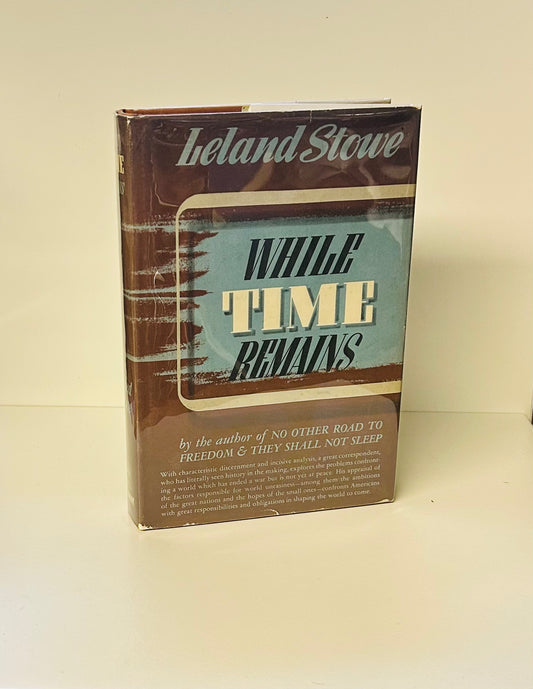 Leland Stowe
WHILE
TIME
REMAINS
by the author of NO OTHER ROAD TO
FREEDOM & THEY SHALL NOT SLEEP
With characteristic discernment and incisive analysis, a great correspondent,
who has literally seen history in the making, explores the problems confront-
ing a world which has ended a war but is not yet at peace. His appraisal of
the factors responsible for world uneasiness—among them the ambitions
of the great nations and the hopes of the small ones—confronts Americans
with great responsibilities and obligations in shaping the world to come.